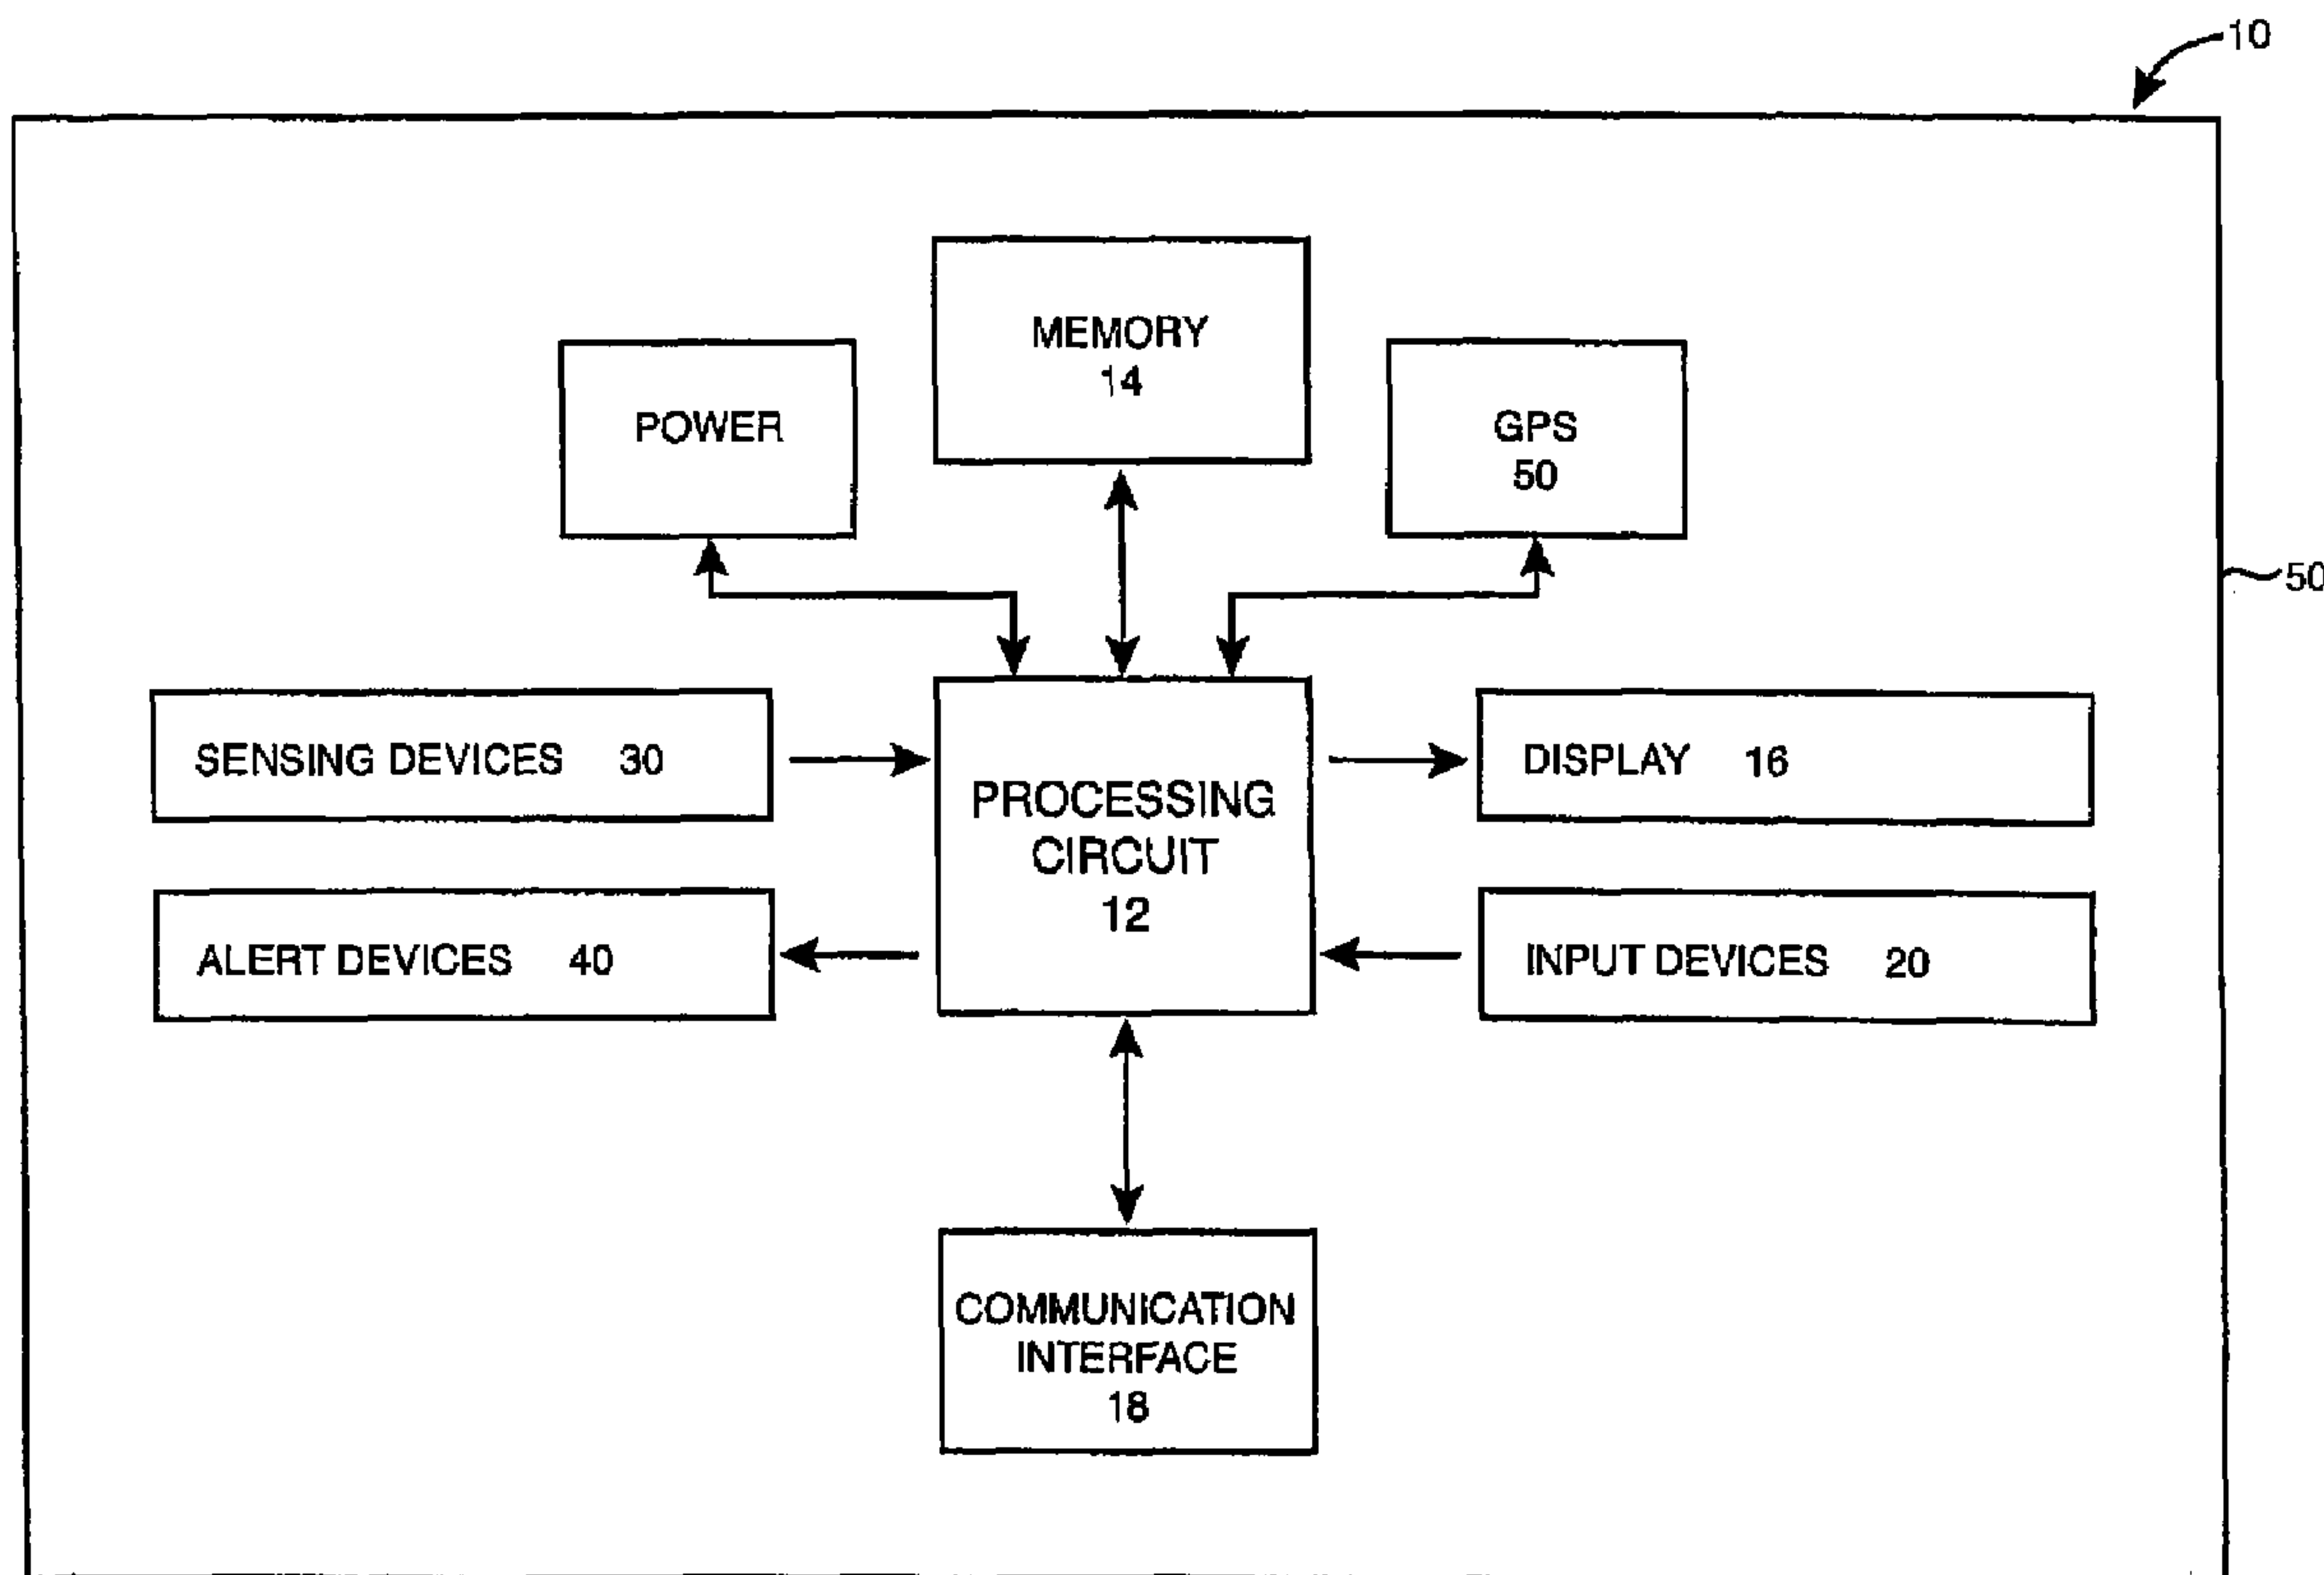 10
MEMORY
14
POWER
GPS
50
50
SENSING DEVICES 30
DISPLAY 16
PROCESSING
CIRCUIT
12
ALERT DEVICES 40
INPUT DEVICES 20
COMMUNICATION
INTERFACE
18